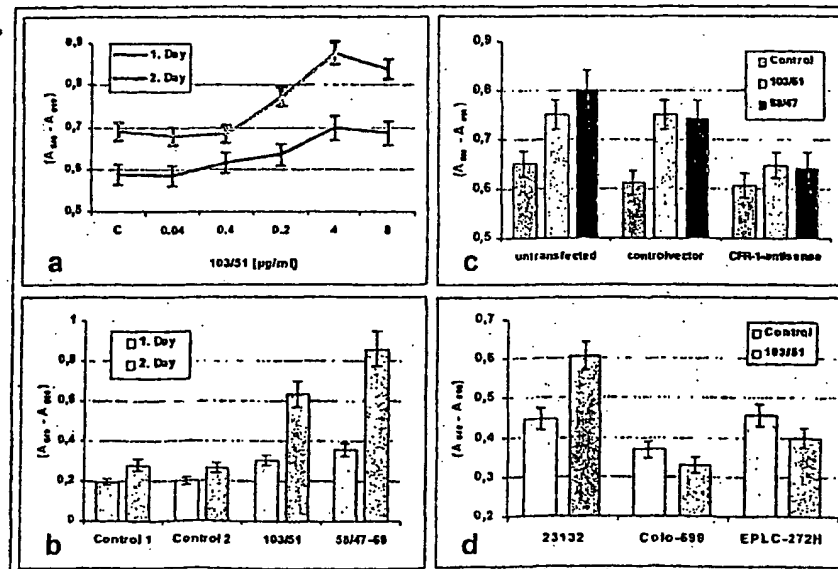 0,9
0,8
0,7
0,6
0,5
1. Day
2. Day
C 0.04 0,4 0.2 4 8
103/51 [µg/ml]
a
0,9
0,8
0,7
0,6
0,5
Control
103/51
58/47
untransfected controlvector CFR-1-antisense
c
1
0,8
0,6
0,4
0,2
0
1. Day
2. Day
Control 1 Control 2 103/51 58/47-69
b
0,7
0,6
0,5
0,4
0,3
0,2
Control
103/51
23132 Colo-699 EPLC-272H
d